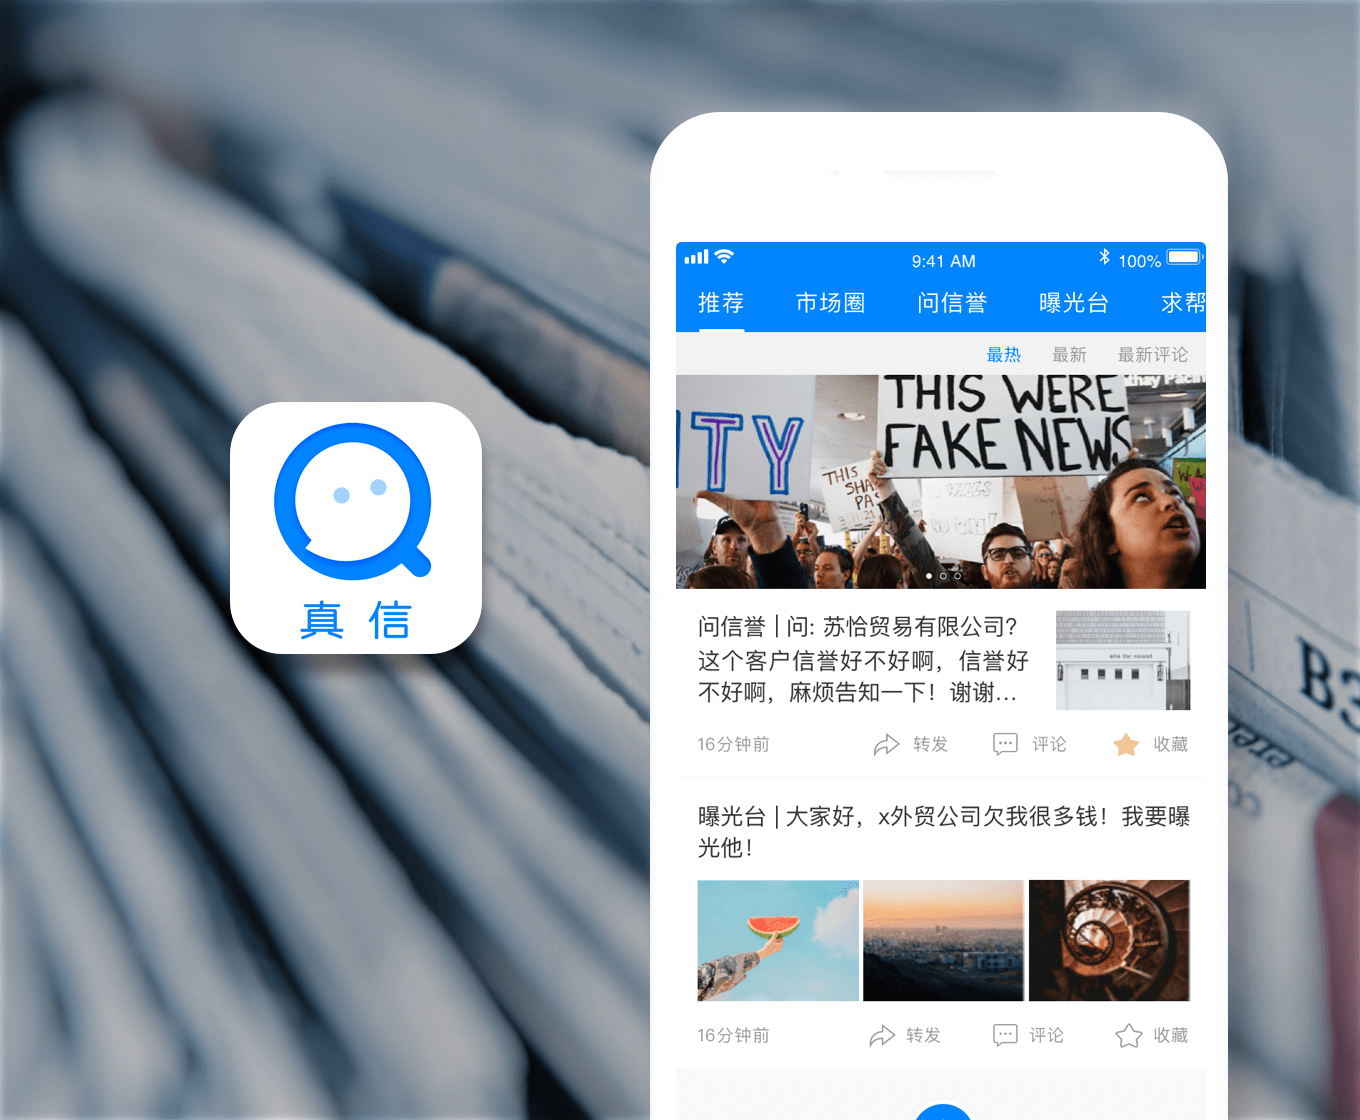 真信
9:41 AM
100%
推荐 市场圈 问信誉 曝光台 求帮
最热 最新 最新评论
ITY
THIS WERE
FAKE NEWS
THIS
SHA
PA
问信誉 | 问: 苏恰贸易有限公司?
这个客户信誉好不好啊，信誉好
不好啊，麻烦告知一下！谢谢...
404 the strand
16分钟前 转发 评论 收藏
曝光台 | 大家好，x外贸公司欠我很多钱！我要曝
光他！
16分钟前 转发 评论 收藏